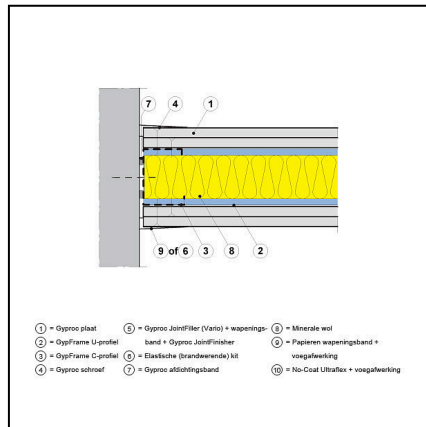 7 4 1
9 of 6 3 8 2
1 = Gyproc plaat
2 = GypFrame U-profiel
3 = GypFrame C-profiel
4 = Gyproc schroef
5 = Gyproc JointFiller (Vario) + wapenings-
band + Gyproc JointFinisher
6 = Elastische (brandwerende) kit
7 = Gyproc afdichtingsband
8 = Minerale wol
9 = Papieren wapeningsband +
voegafwerking
10 = No-Coat Ultraflex + voegafwerking